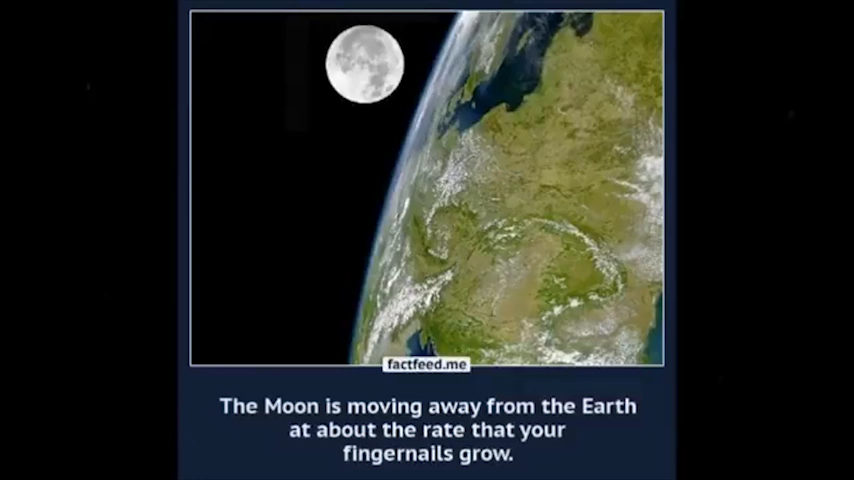 factfeed.me
The Moon is moving away from the Earth
at about the rate that your
fingernails grow.